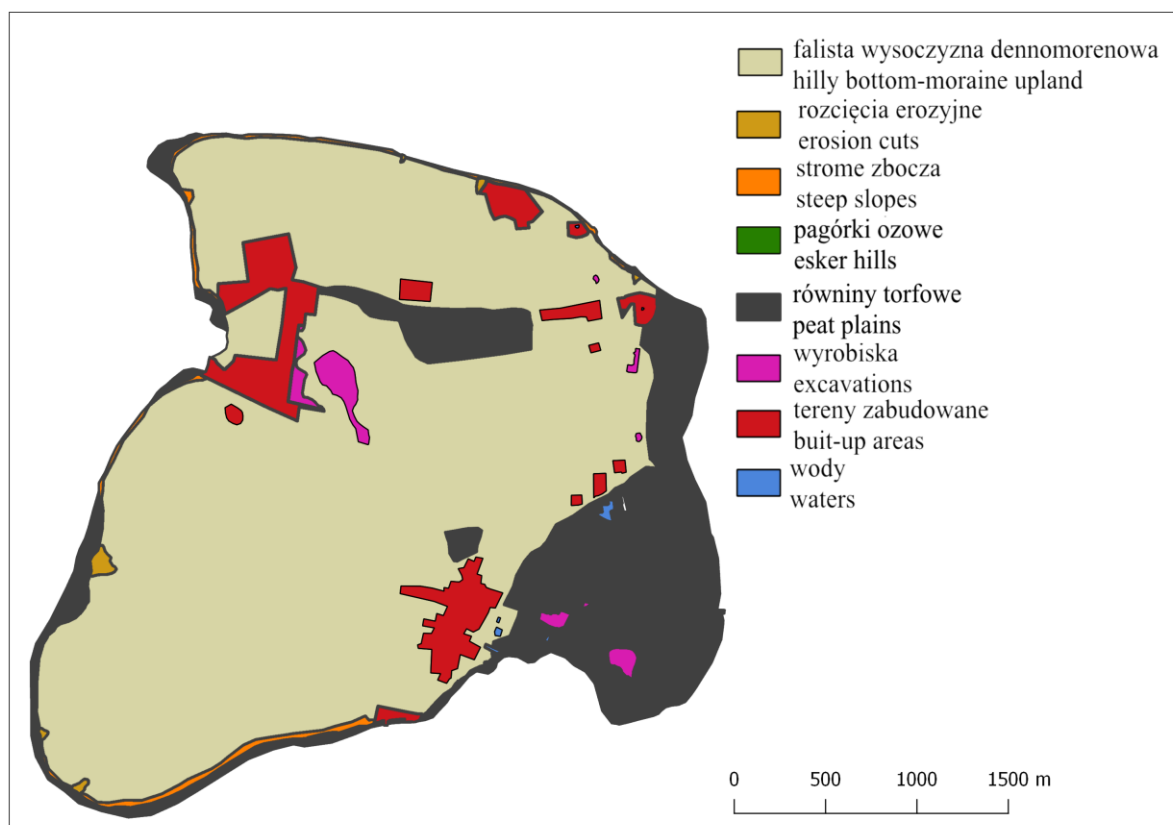 falista wysoczyzna dennomorenowa
hilly bottom-moraine upland
rozcięcia erozyjne
erosion cuts
strome zbocza
steep slopes
pagórki ozowe
esker hills
równiny torfowe
peat plains
wyrobiska
excavations
tereny zabudowane
buit-up areas
wody
waters
0 500 1000 1500 m